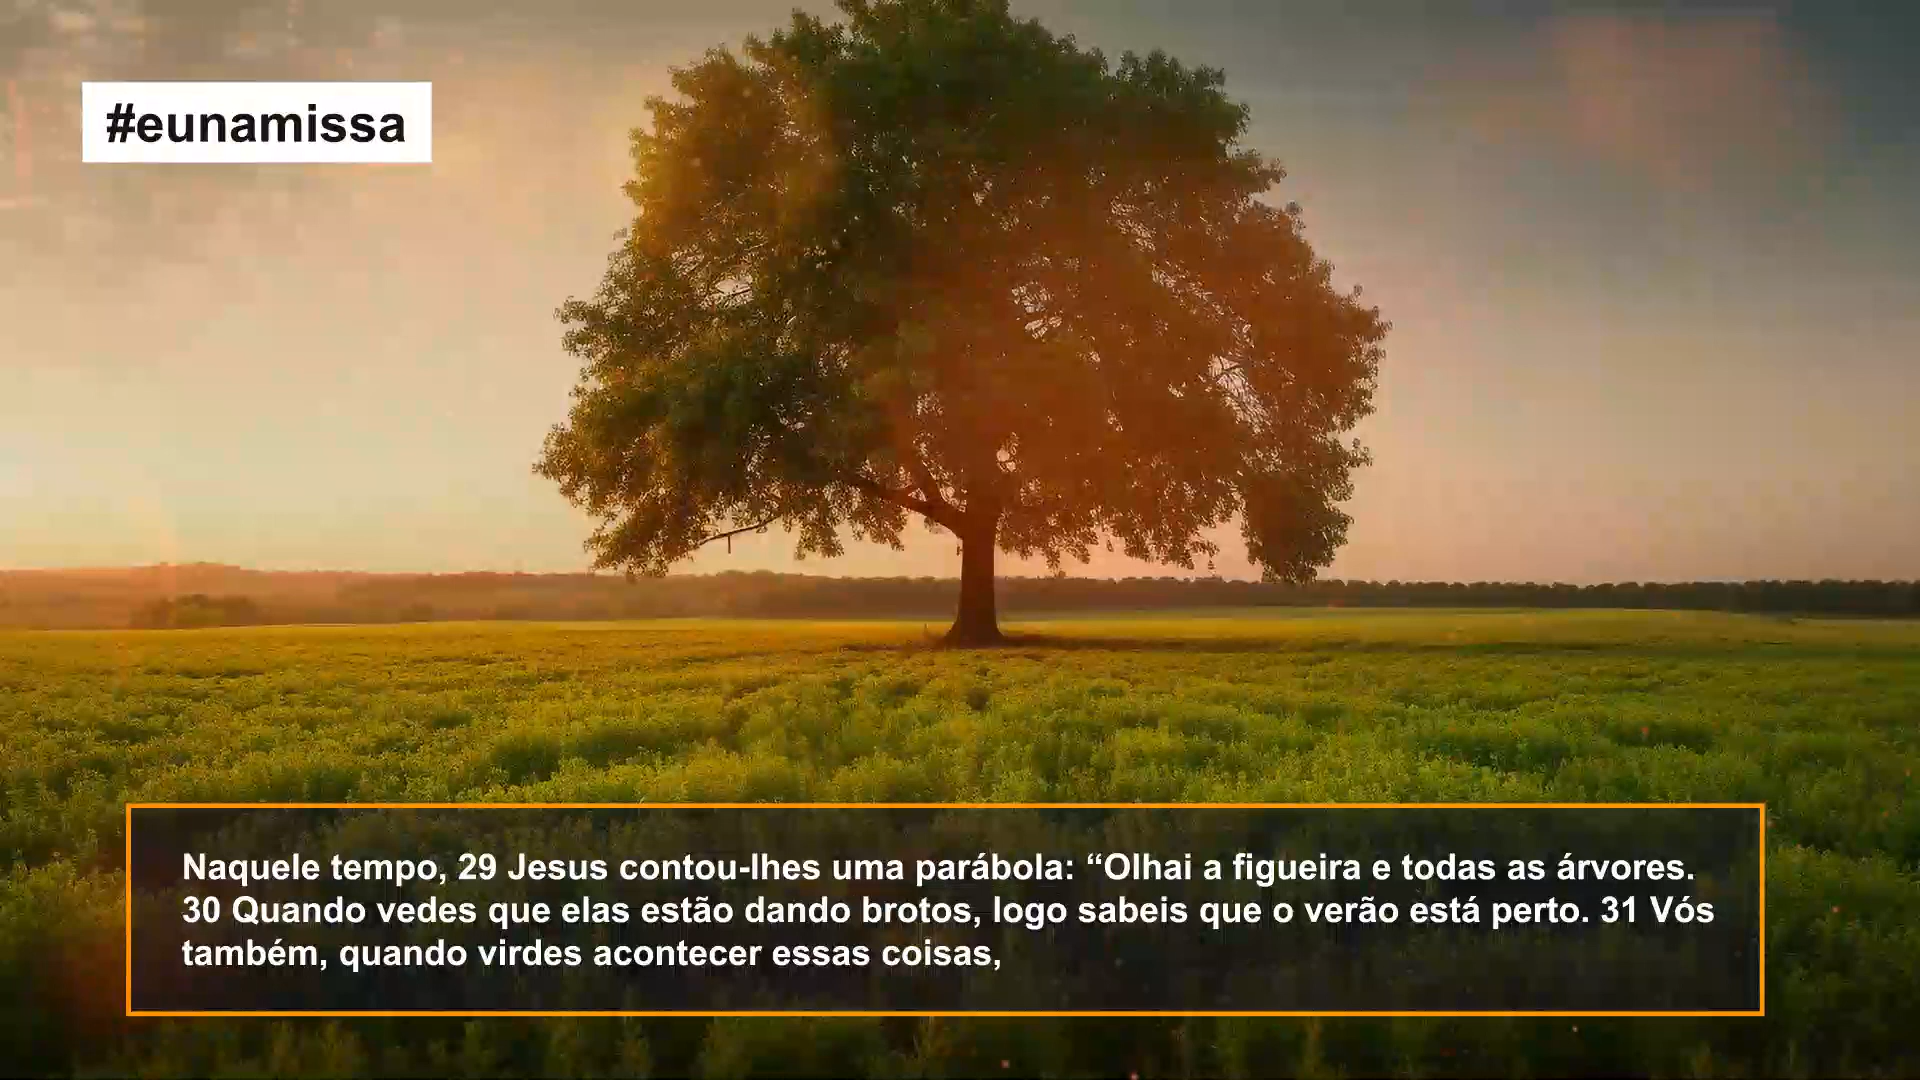 #eunamissa
Naquele tempo, 29 Jesus contou-lhes uma parábola: “Olhai a figueira e todas as árvores.
30 Quando vedes que elas estão dando brotos, logo sabeis que o verão está perto. 31 Vós
também, quando virdes acontecer essas coisas,